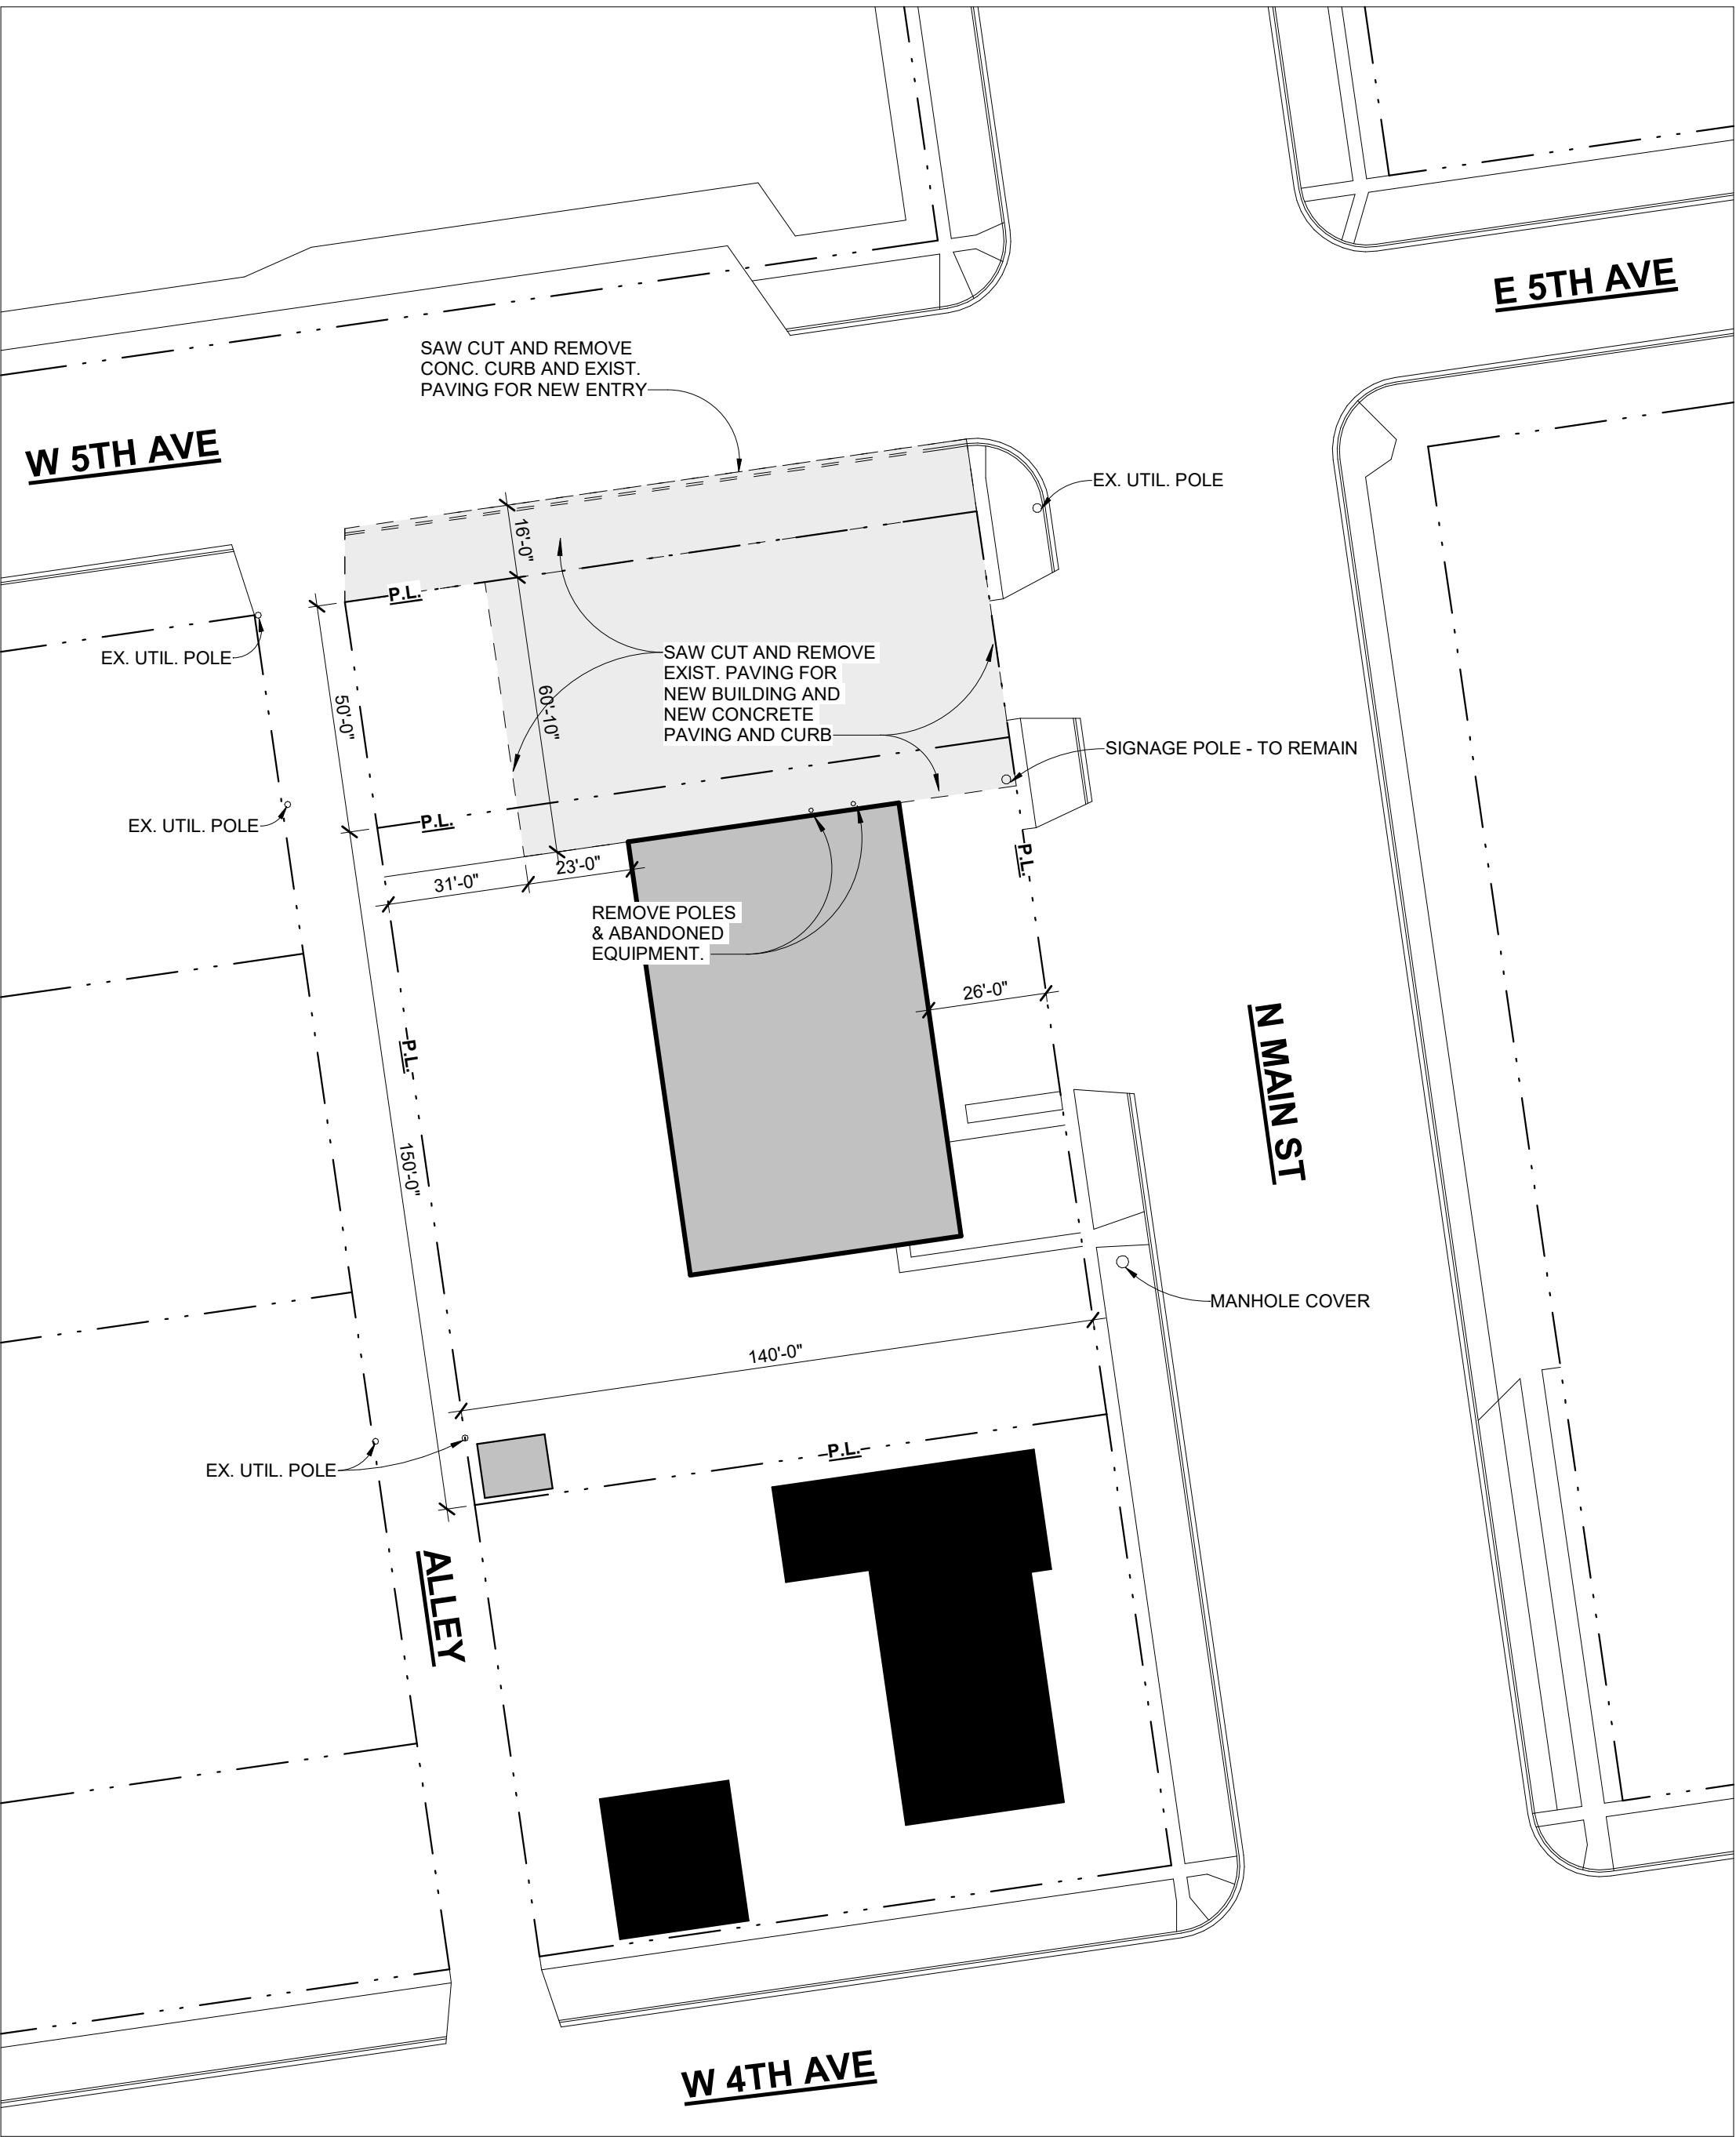 E 5TH AVE
SAW CUT AND REMOVE
CONC. CURB AND EXIST.
PAVING FOR NEW ENTRY
W 5TH AVE
EX. UTIL. POLE
16'-0"
P.L.
EX. UTIL. POLE
SAW CUT AND REMOVE
EXIST. PAVING FOR
NEW BUILDING AND
NEW CONCRETE
PAVING AND CURB
50'-0"
60'-10"
SIGNAGE POLE - TO REMAIN
EX. UTIL. POLE
P.L.
P.L.
31'-0"
23'-0"
REMOVE POLES
& ABANDONED
EQUIPMENT.
26'-0"
P.L.
N MAIN ST
150'-0"
MANHOLE COVER
140'-0"
P.L.
EX. UTIL. POLE
ALLEY
W 4TH AVE